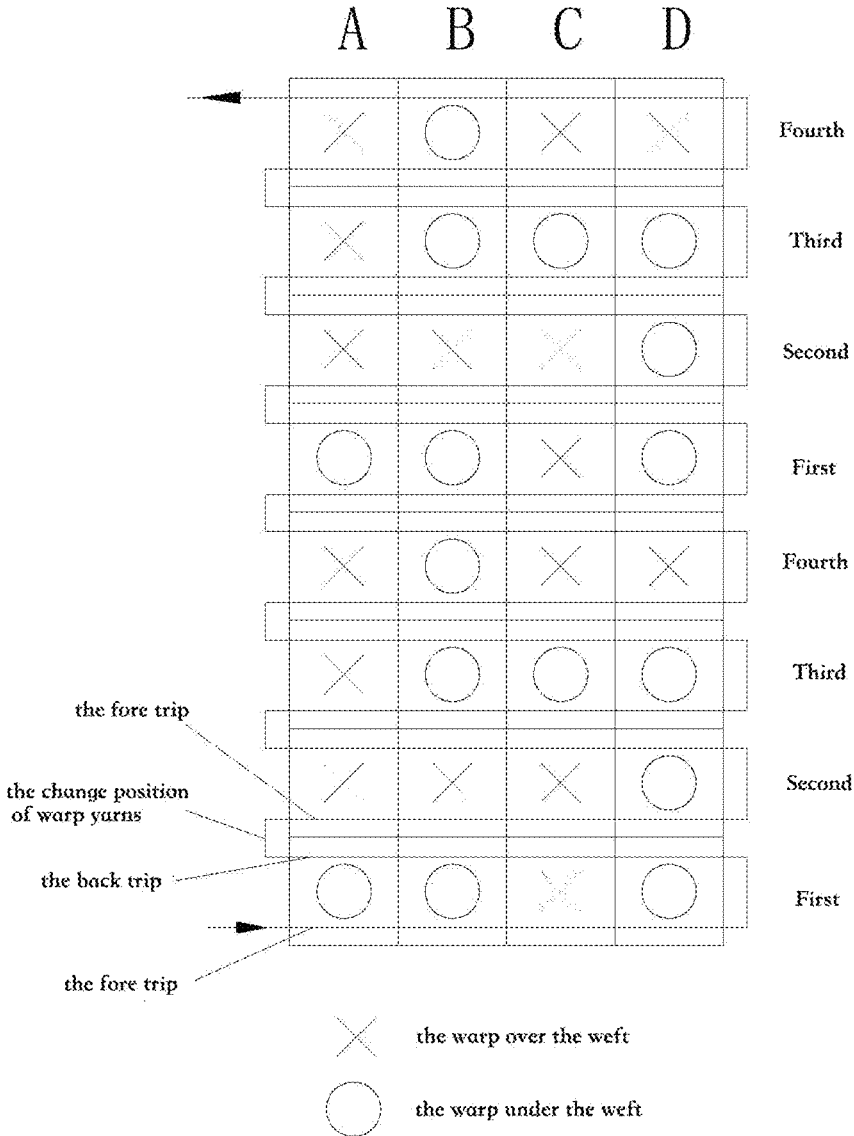 A B C D
Fourth
Third
Second
First
Fourth
Third
the fore trip
Second
the change position
of warp yarns
the back trip
First
the fore trip
the warp over the weft
the warp under the weft